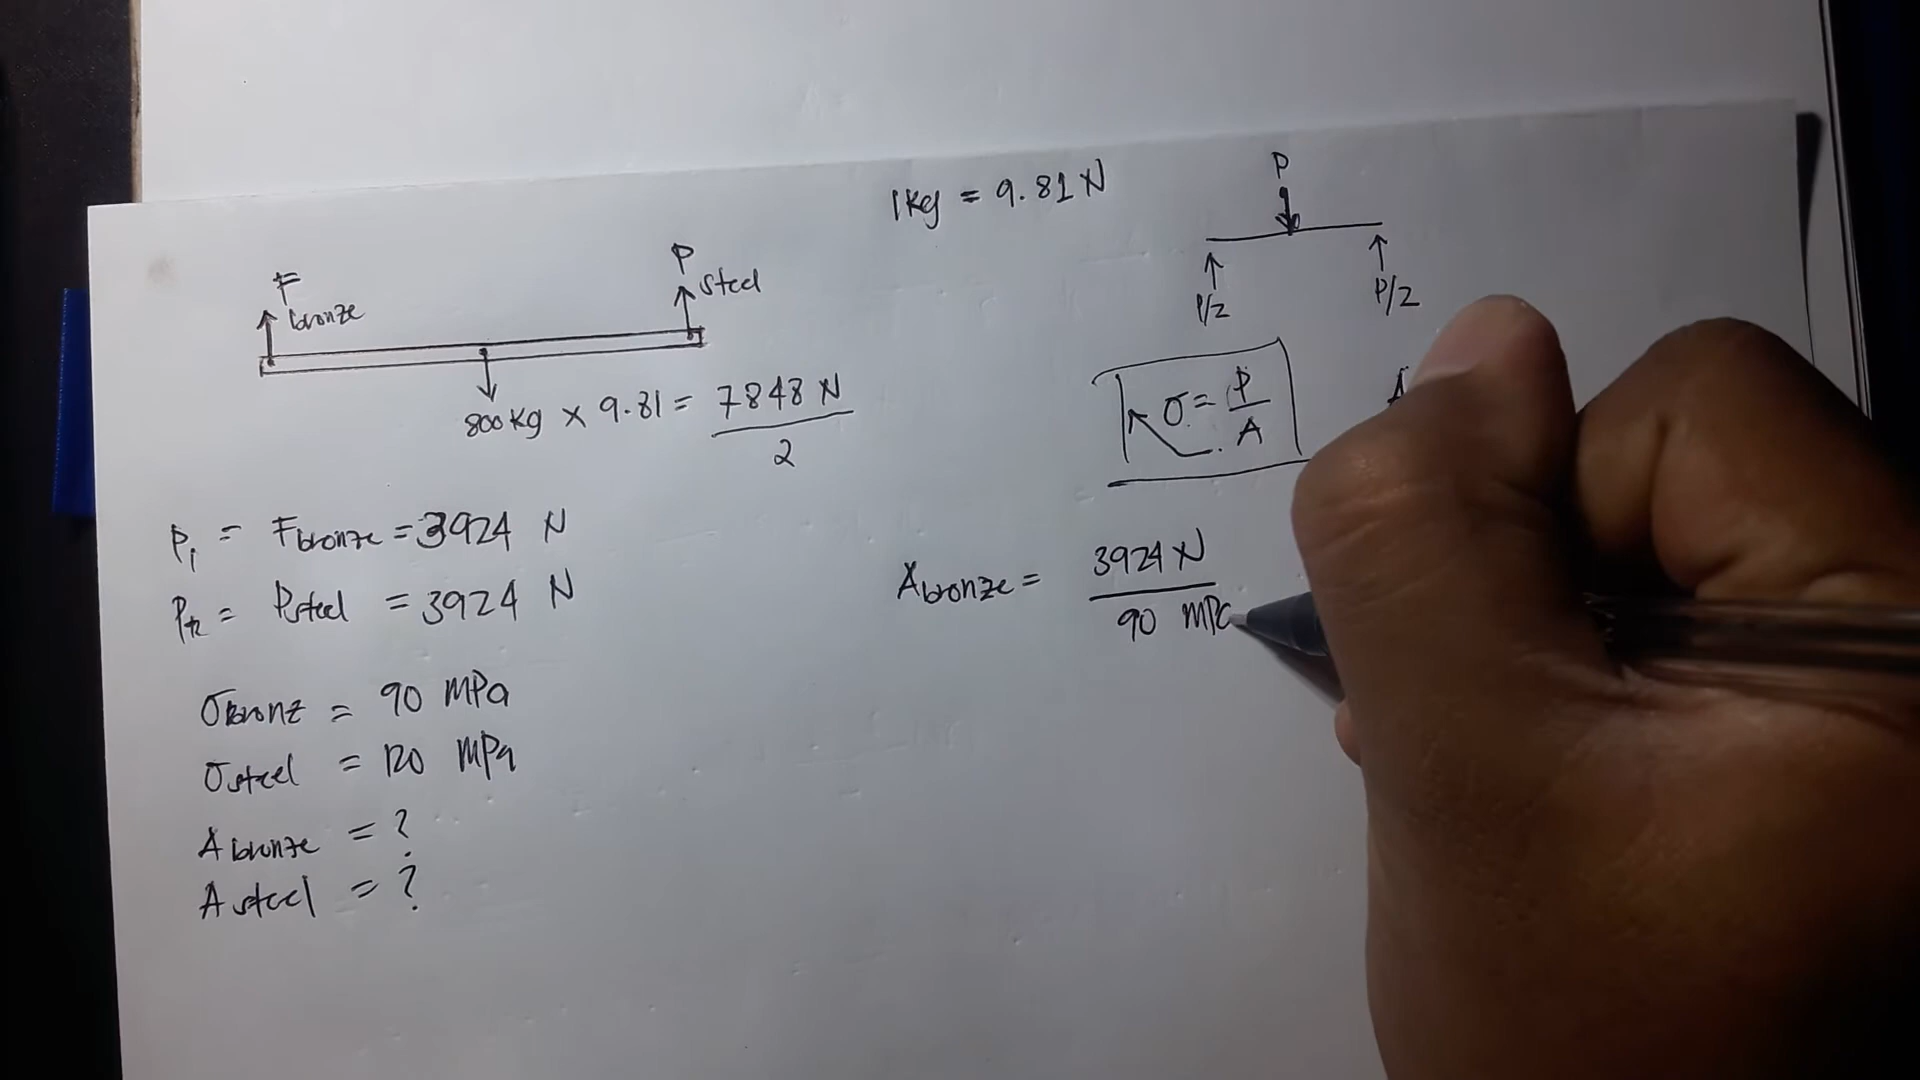 1kg = 9.81 N
P
P/2
P/2
F
bronze
P
steel
800 kg x 9.81 = 7848 N
2
σ = P
A
A
P₁ = Fbronze = 3924 N
P₂ = Psteel = 3924 N
σbronz = 90 MPa
σsteel = 120 MPa
Abronze = ?
Asteel = ?
Abronze = 3924 N
90 MPa